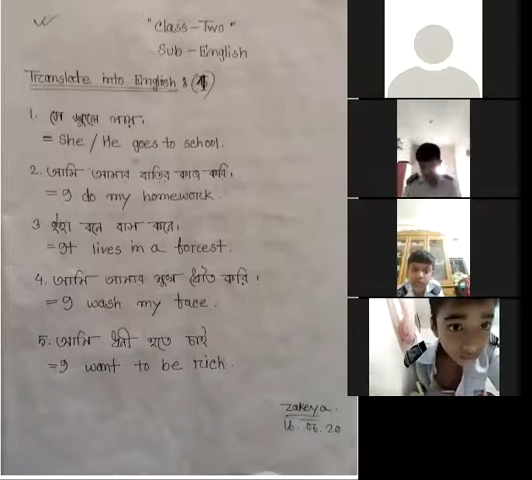 "Class-Two"
Sub-English
Translate into English : (1)
1. সে স্কুলে যায়।
= She / He goes to school.
2. আমি আমার বাড়ির কাজ করি।
= I do my homework.
3 ইহা বনে বাস করে।
= It lives in a forest.
4. আমি আমার মুখ ধৌত করি।
= I wash my face.
৫. আমি ধনী হতে চাই
= I want to be rich.
Zakeya.
16.06.20